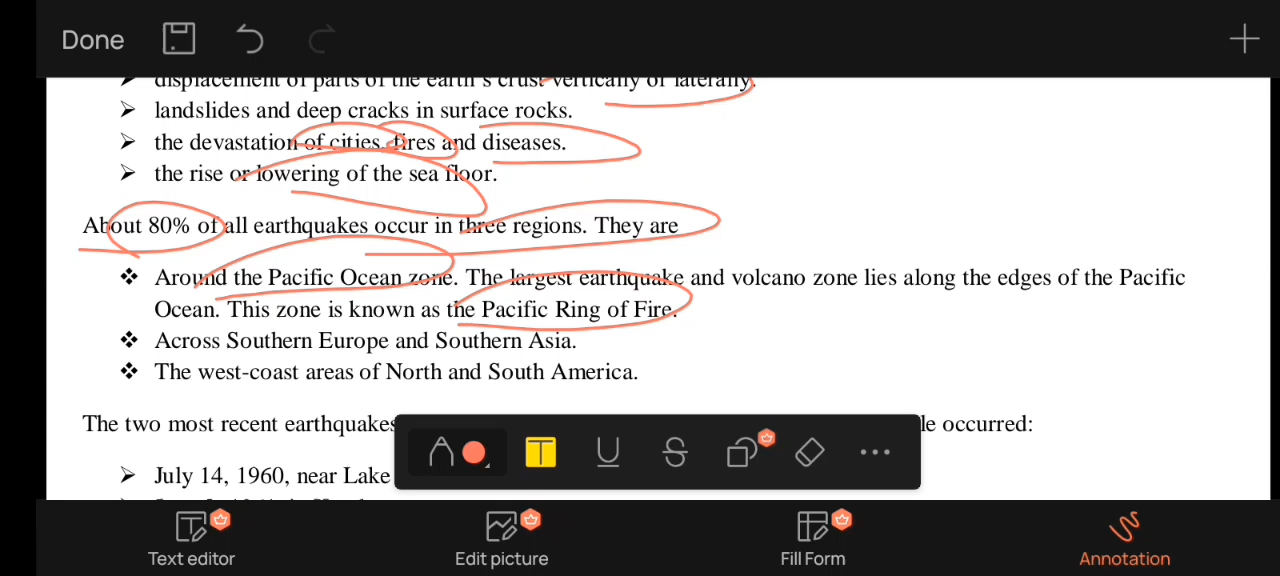 Done
displacement of parts of the earth's crust vertically or laterally.
➢ landslides and deep cracks in surface rocks.
➢ the devastation of cities, fires and diseases.
➢ the rise or lowering of the sea floor.
About 80% of all earthquakes occur in three regions. They are
❖ Around the Pacific Ocean zone. The largest earthquake and volcano zone lies along the edges of the Pacific
Ocean. This zone is known as the Pacific Ring of Fire.
❖ Across Southern Europe and Southern Asia.
❖ The west-coast areas of North and South America.
The two most recent earthquakes occurred:
➢ July 14, 1960, near Lake
Text editor Edit picture Fill Form Annotation